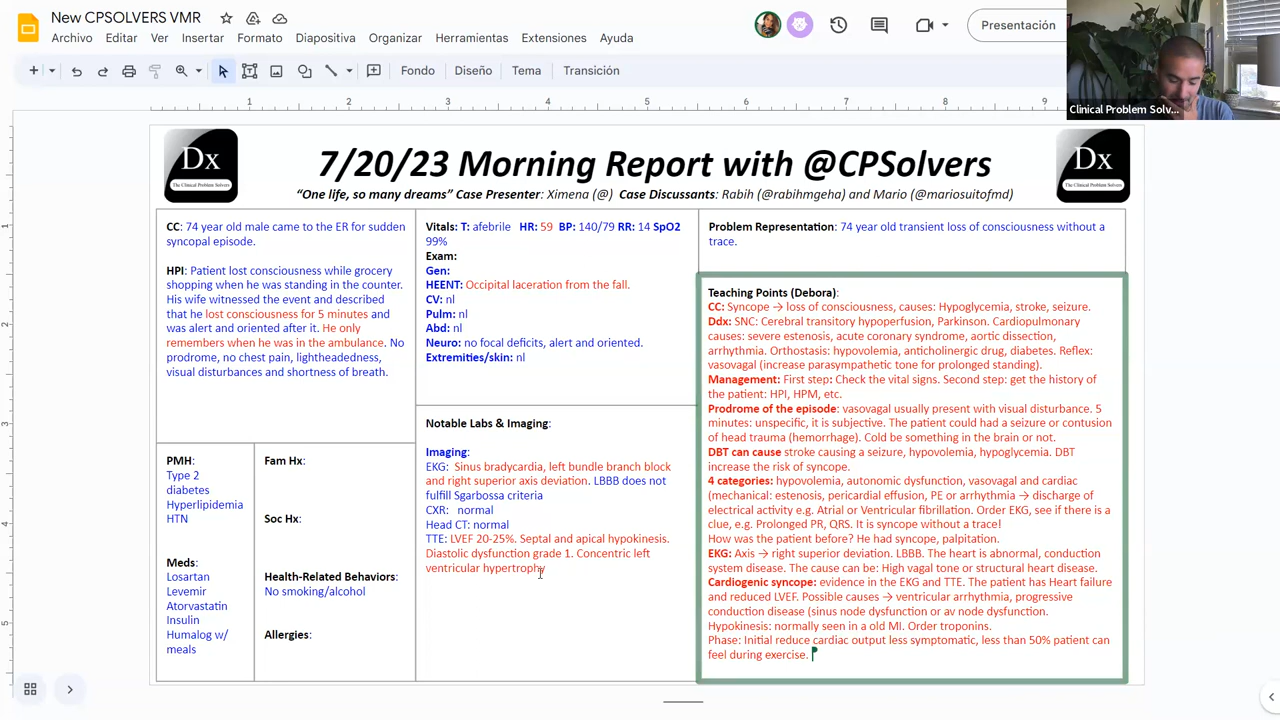 New CPSOLVERS VMR
Archivo Editar Ver Insertar Formato Diapositiva Organizar Herramientas Extensiones Ayuda
Presentación
Fondo Diseño Tema Transición
1 2 3 4 5 6 7 8 9
Clinical Problem Solv...
Dx
The Clinical Problem Solvers
7/20/23 Morning Report with @CPSolvers
“One life, so many dreams” Case Presenter: Ximena (@) Case Discussants: Rabih (@rabihmgeha) and Mario (@mariosuitofmd)
Dx
The Clinical Problem Solvers
1
2
3
4
5
CC: 74 year old male came to the ER for sudden
syncopal episode.
HPI: Patient lost consciousness while grocery
shopping when he was standing in the counter.
His wife witnessed the event and described
that he lost consciousness for 5 minutes and
was alert and oriented after it. He only
remembers when he was in the ambulance. No
prodrome, no chest pain, lightheadedness,
visual disturbances and shortness of breath.
PMH:
Type 2
diabetes
Hyperlipidemia
HTN
Meds:
Losartan
Levemir
Atorvastatin
Insulin
Humalog w/
meals
Fam Hx:
Soc Hx:
Health-Related Behaviors:
No smoking/alcohol
Allergies:
Vitals: T: afebrile HR: 59 BP: 140/79 RR: 14 SpO2
99%
Exam:
Gen:
HEENT: Occipital laceration from the fall.
CV: nl
Pulm: nl
Abd: nl
Neuro: no focal deficits, alert and oriented.
Extremities/skin: nl
Notable Labs & Imaging:
Imaging:
EKG: Sinus bradycardia, left bundle branch block
and right superior axis deviation. LBBB does not
fulfill Sgarbossa criteria
CXR: normal
Head CT: normal
TTE: LVEF 20-25%. Septal and apical hypokinesis.
Diastolic dysfunction grade 1. Concentric left
ventricular hypertrophy
Problem Representation: 74 year old transient loss of consciousness without a
trace.
Teaching Points (Debora):
CC: Syncope → loss of consciousness, causes: Hypoglycemia, stroke, seizure.
Ddx: SNC: Cerebral transitory hypoperfusion, Parkinson. Cardiopulmonary
causes: severe estenosis, acute coronary syndrome, aortic dissection,
arrhythmia. Orthostasis: hypovolemia, anticholinergic drug, diabetes. Reflex:
vasovagal (increase parasympathetic tone for prolonged standing).
Management: First step: Check the vital signs. Second step: get the history of
the patient: HPI, HPM, etc.
Prodrome of the episode: vasovagal usually present with visual disturbance. 5
minutes: unspecific, it is subjective. The patient could had a seizure or contusion
of head trauma (hemorrhage). Cold be something in the brain or not.
DBT can cause stroke causing a seizure, hypovolemia, hypoglycemia. DBT
increase the risk of syncope.
4 categories: hypovolemia, autonomic dysfunction, vasovagal and cardiac
(mechanical: estenosis, pericardial effusion, PE or arrhythmia → discharge of
electrical activity e.g. Atrial or Ventricular fibrillation. Order EKG, see if there is a
clue, e.g. Prolonged PR, QRS. It is syncope without a trace!
How was the patient before? He had syncope, palpitation.
EKG: Axis → right superior deviation. LBBB. The heart is abnormal, conduction
system disease. The cause can be: High vagal tone or structural heart disease.
Cardiogenic syncope: evidence in the EKG and TTE. The patient has Heart failure
and reduced LVEF. Possible causes → ventricular arrhythmia, progressive
conduction disease (sinus node dysfunction or av node dysfunction.
Hypokinesis: normally seen in a old MI. Order troponins.
Phase: Initial reduce cardiac output less symptomatic, less than 50% patient can
feel during exercise.